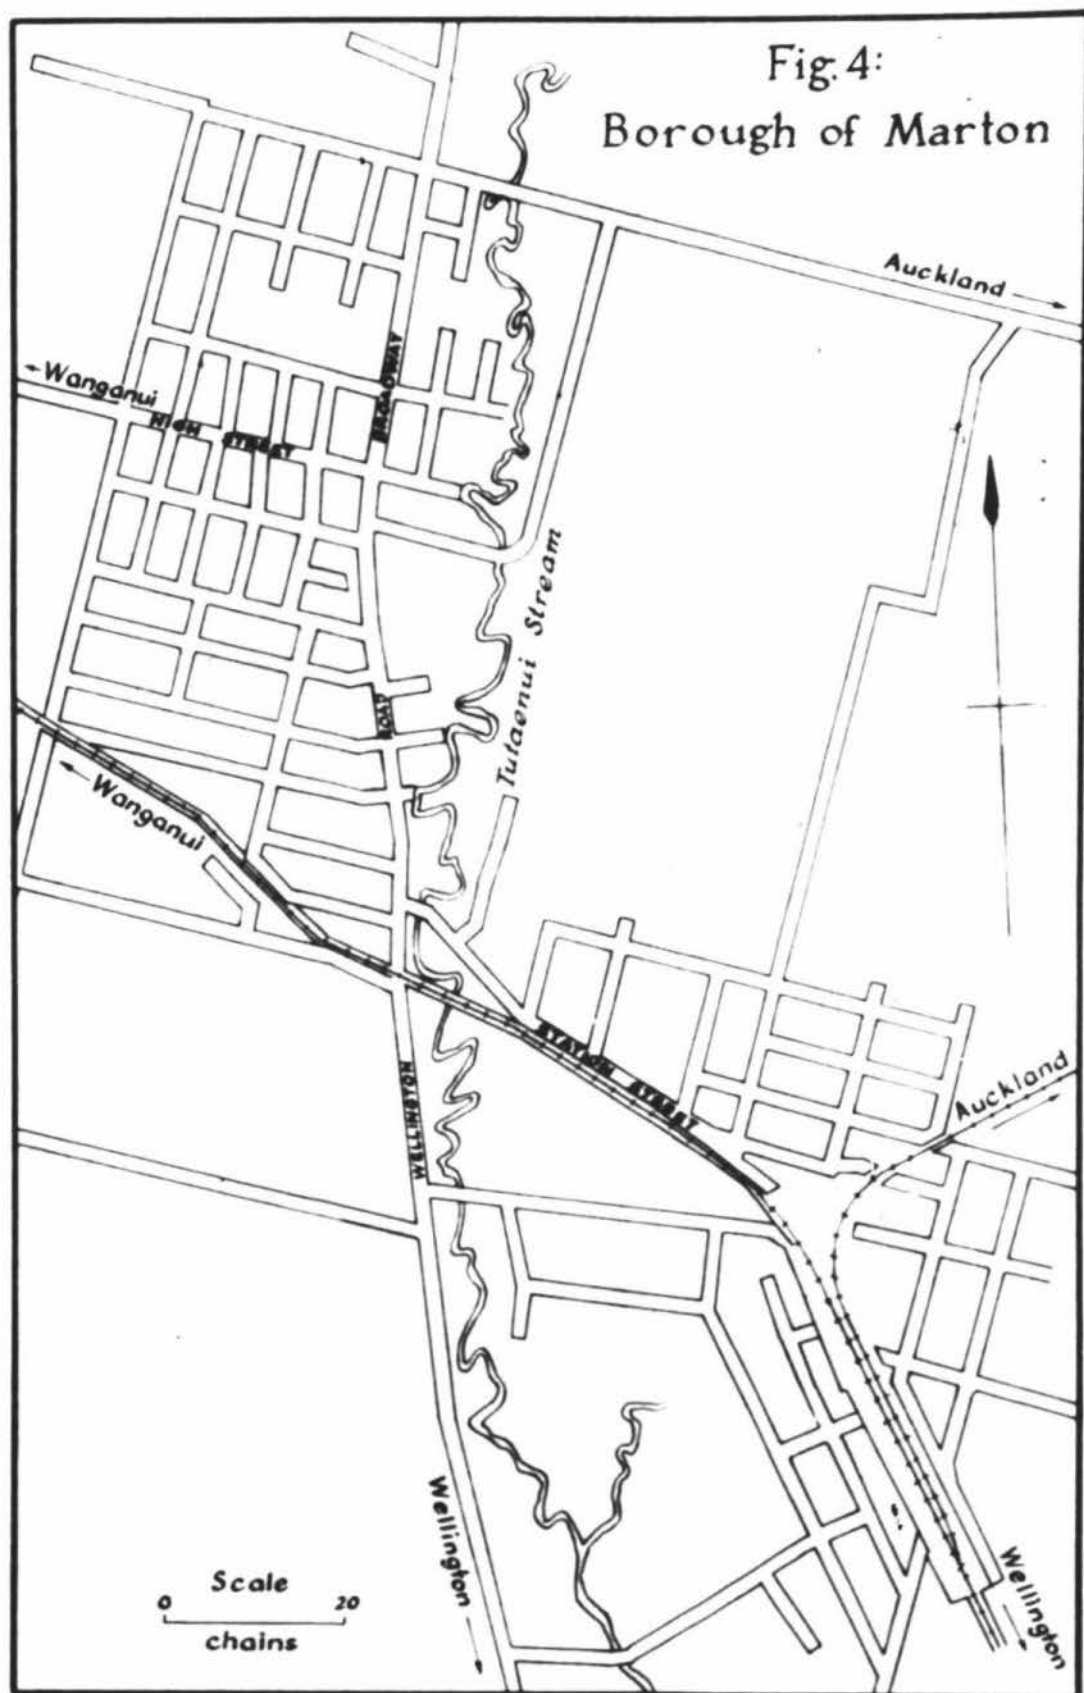 Fig. 4:
Borough of Marton
Auckland
Wanganui
HIGH STREET
BROADWAY
Tutaenui Stream
ROAD
Wanganui
STATION STREET
WELLINGTON
Auckland
Wellington
Wellington
Scale
0 20
chains